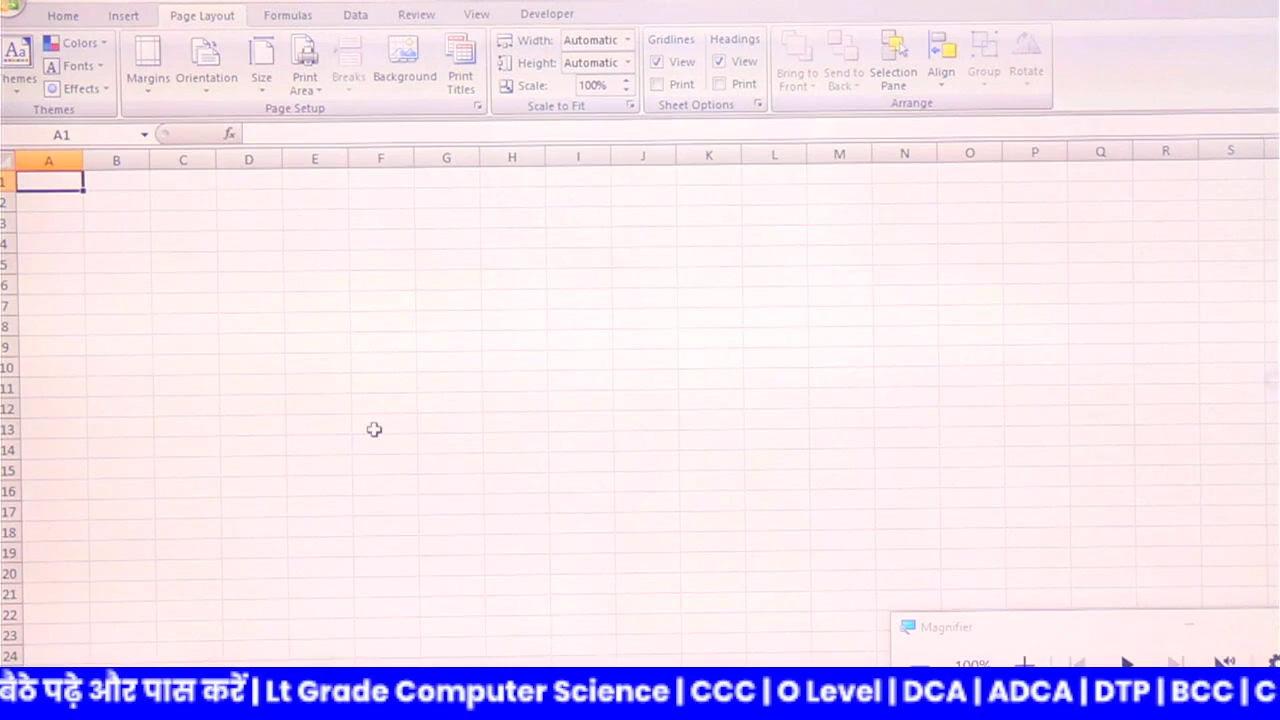 Home Insert Page Layout Formulas Data Review View Developer
Colors
Fonts
Effects
Themes
Themes
Margins Orientation Size Print Area Breaks Background Print Titles
Page Setup
Width: Automatic
Height: Automatic
Scale: 100%
Scale to Fit
Gridlines Headings
View View
Print Print
Sheet Options
Bring to Front Send to Back Selection Pane Align Group Rotate
Arrange
A1 fx
A B C D E F G H I J K L M N O P Q R S
1
2
3
4
5
6
7
8
9
10
11
12
13
14
15
16
17
18
19
20
21
22
23
24
Magnifier
100%
बैठे पढ़े और पास करें | Lt Grade Computer Science | CCC | O Level | DCA | ADCA | DTP | BCC | C